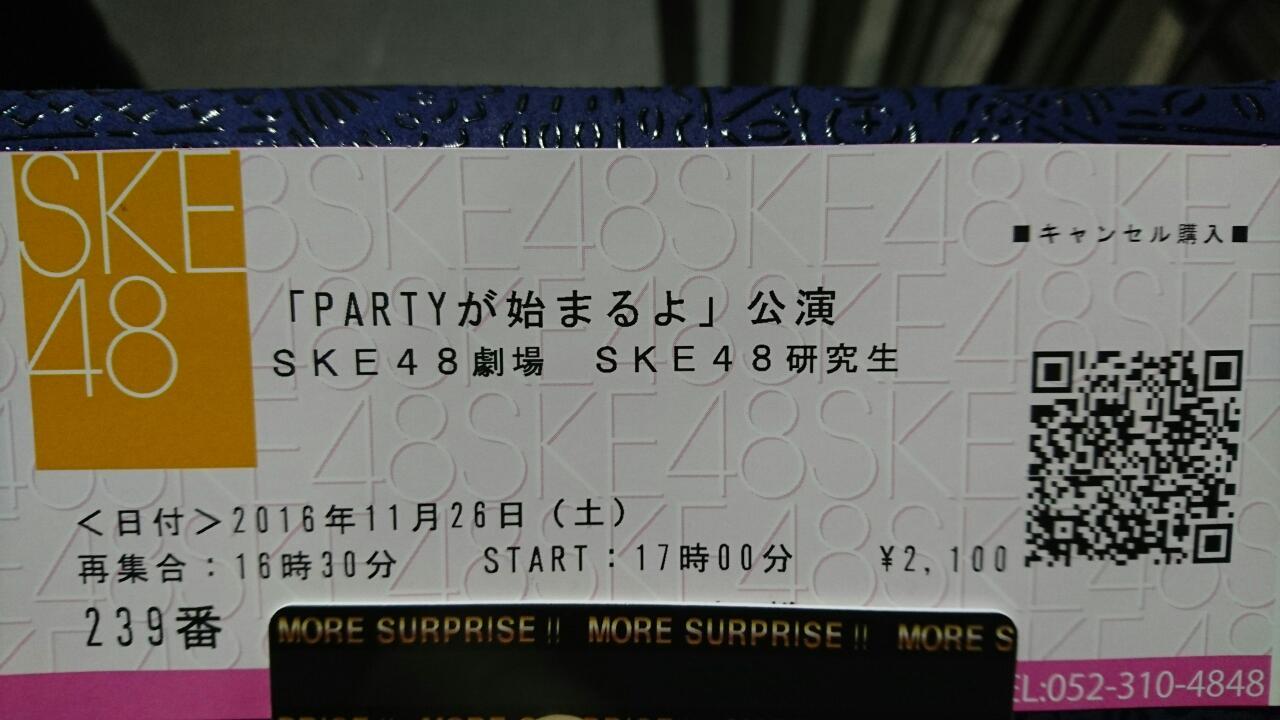 SKE
48
■キャンセル購入■
「PARTYが始まるよ」公演
ＳＫＥ４８劇場　ＳＫＥ４８研究生
＜日付＞2016年11月26日（土）
再集合：16時30分　START：17時00分　¥2,100
239番
MORE SURPRISE!! MORE SURPRISE!! MORE S
EL:052-310-4848